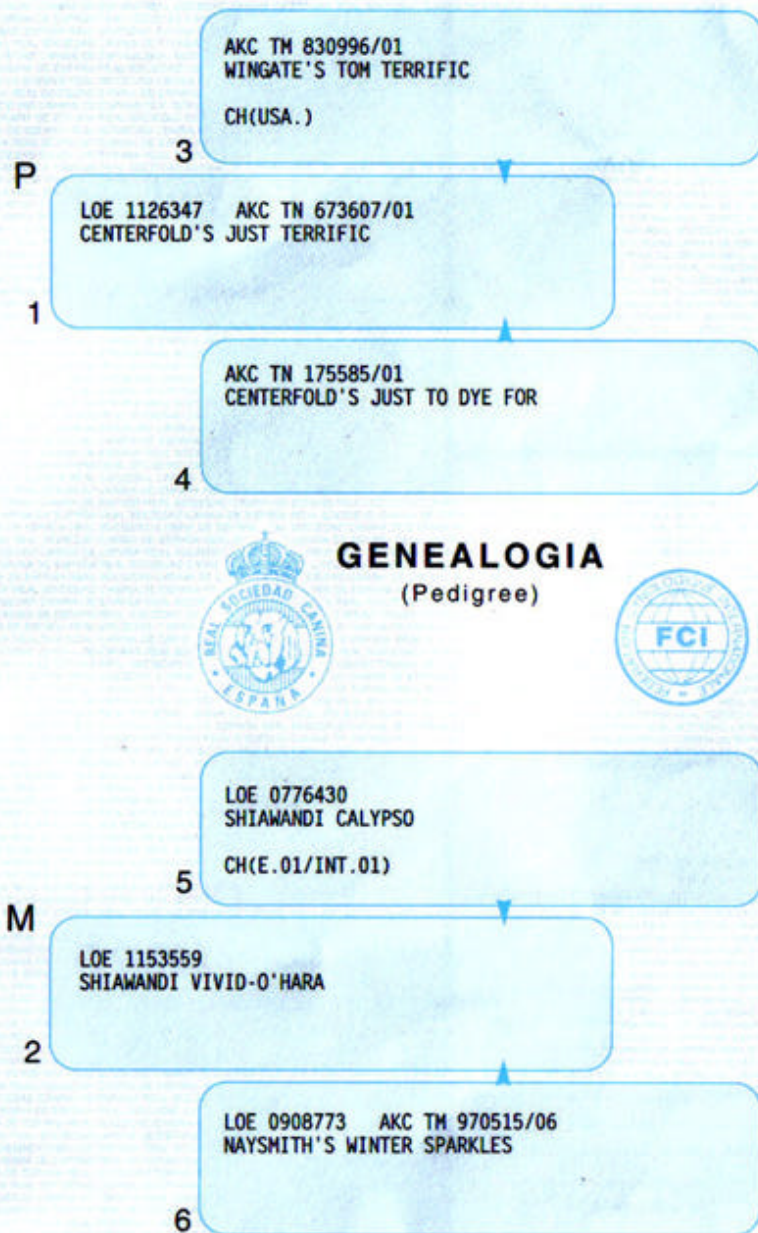 AKC TM 830996/01
WINGATE'S TOM TERRIFIC
CH(USA.)
3
P
LOE 1126347 AKC TN 673607/01
CENTERFOLD'S JUST TERRIFIC
1
AKC TN 175585/01
CENTERFOLD'S JUST TO DYE FOR
4
GENEALOGIA
(Pedigree)
REAL SOCIEDAD CANINA
ESPAÑA
FCI
LOE 0776430
SHIAWANDI CALYPSO
CH(E.01/INT.01)
5
M
LOE 1153559
SHIAWANDI VIVID-O'HARA
2
LOE 0908773 AKC TM 970515/06
NAYSMITH'S WINTER SPARKLES
6